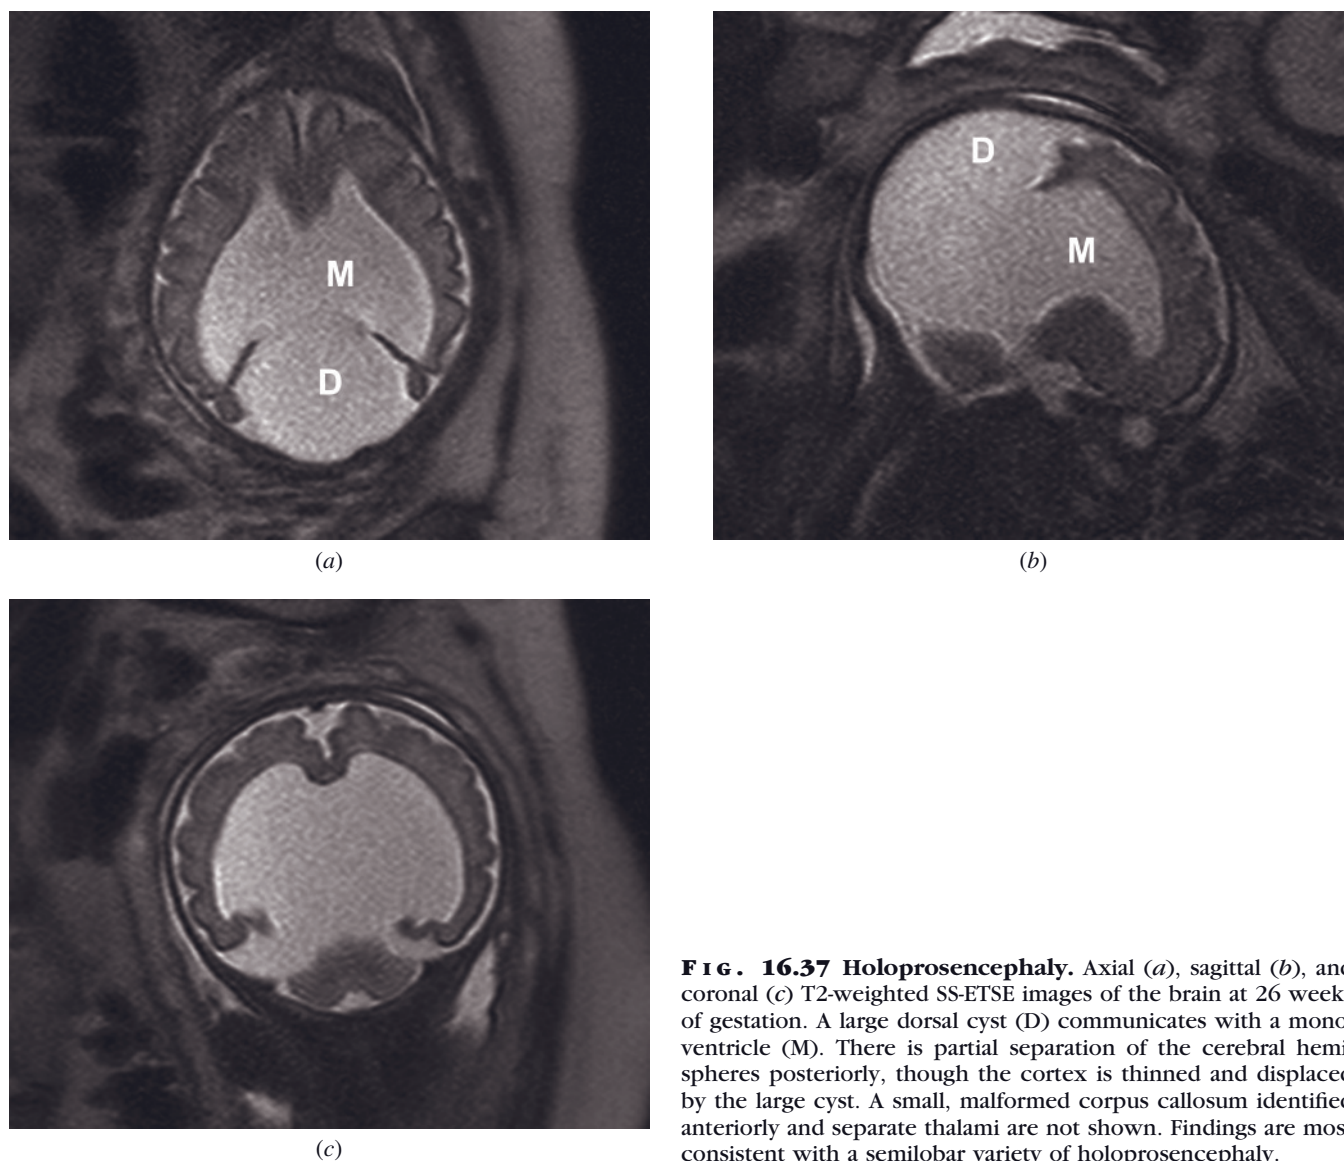 M
D
(a)
D
M
(b)
(c)
FIG. 16.37 Holoprosencephaly. Axial (a), sagittal (b), and
coronal (c) T2-weighted SS-ETSE images of the brain at 26 week
of gestation. A large dorsal cyst (D) communicates with a mono
ventricle (M). There is partial separation of the cerebral hemi
spheres posteriorly, though the cortex is thinned and displaced
by the large cyst. A small, malformed corpus callosum identified
anteriorly and separate thalami are not shown. Findings are mos
consistent with a semilobar variety of holoprosencephaly.